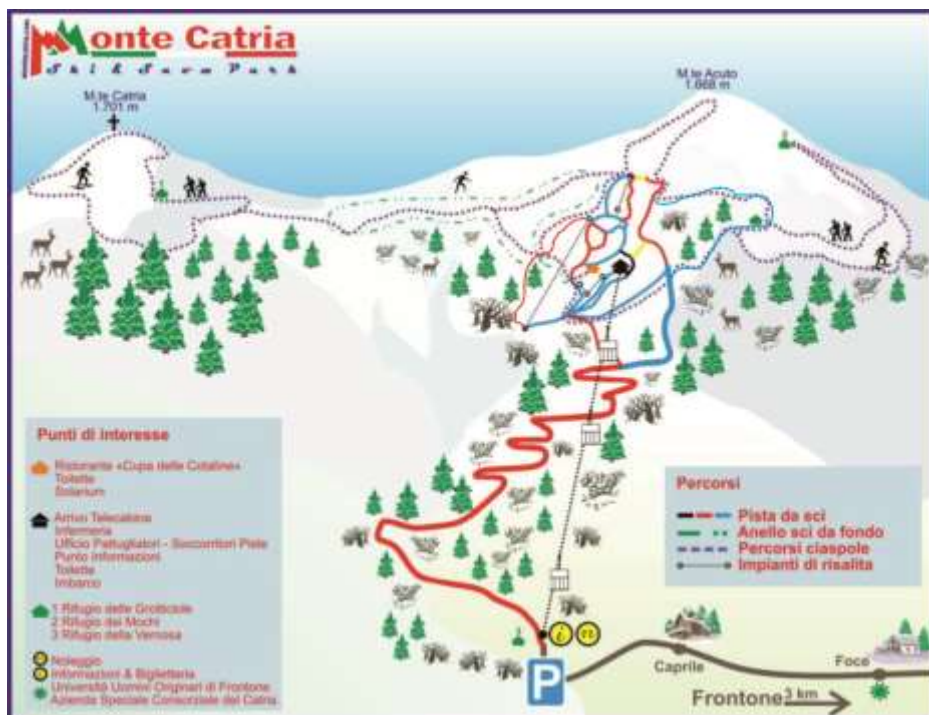 Monte Catria
Ski & Snow Park
M.te Catria
1.701 m
M.te Acuto
1.668 m
Punti di interesse
Ristorante «Cupa delle Cotaline»
Toilette
Solarium
Arrivo Telecabine
Infermeria
Ufficio Pattugliatori - Soccorritori Piste
Punto Informazioni
Toilette
Imbarco
1 Rifugio delle Grotticiole
2 Rifugio dei Mochi
3 Rifugio della Vernosa
Noleggio
Informazioni & Biglietteria
Università Uomini Originari di Frontone
Azienda Speciale Consorziale del Catria
Percorsi
Pista da sci
Anello sci da fondo
Percorsi ciaspole
Impianti di risalita
i
P
Caprile
Foce
Frontone 3 km